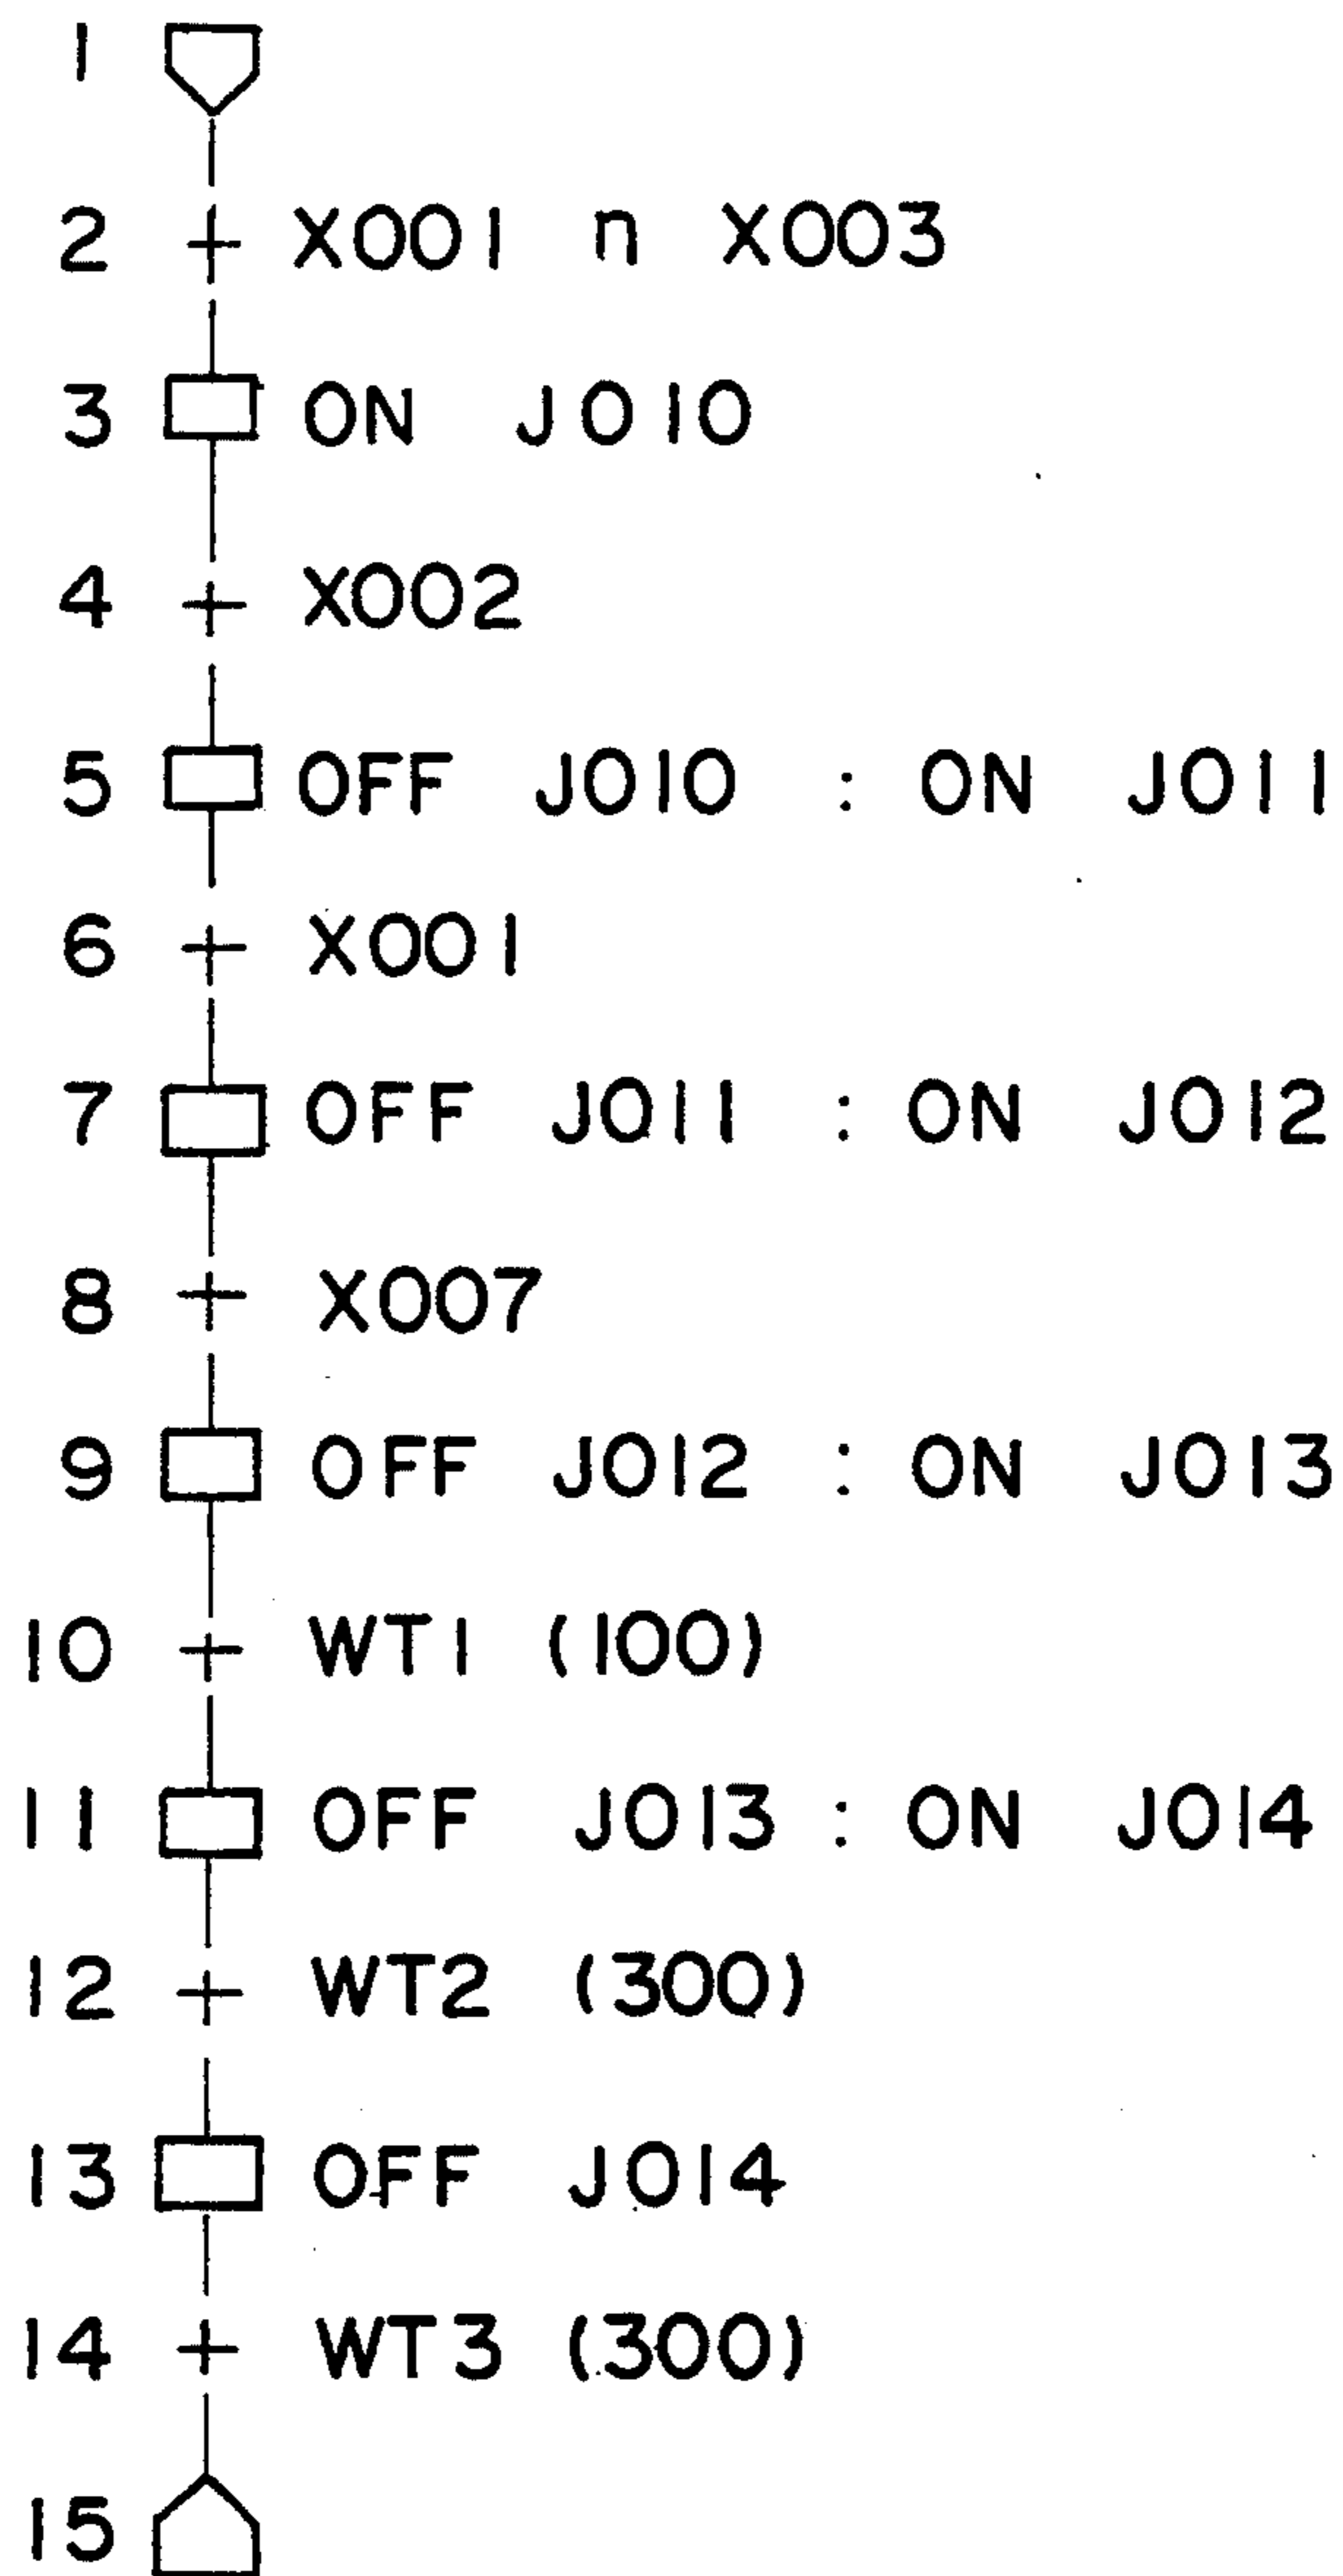 1
2 X001 n X003
3 ON J010
4 X002
5 OFF J010 : ON J011
6 X001
7 OFF J011 : ON J012
8 X007
9 OFF J012 : ON J013
10 WT1 (100)
11 OFF J013 : ON J014
12 WT2 (300)
13 OFF J014
14 WT3 (300)
15